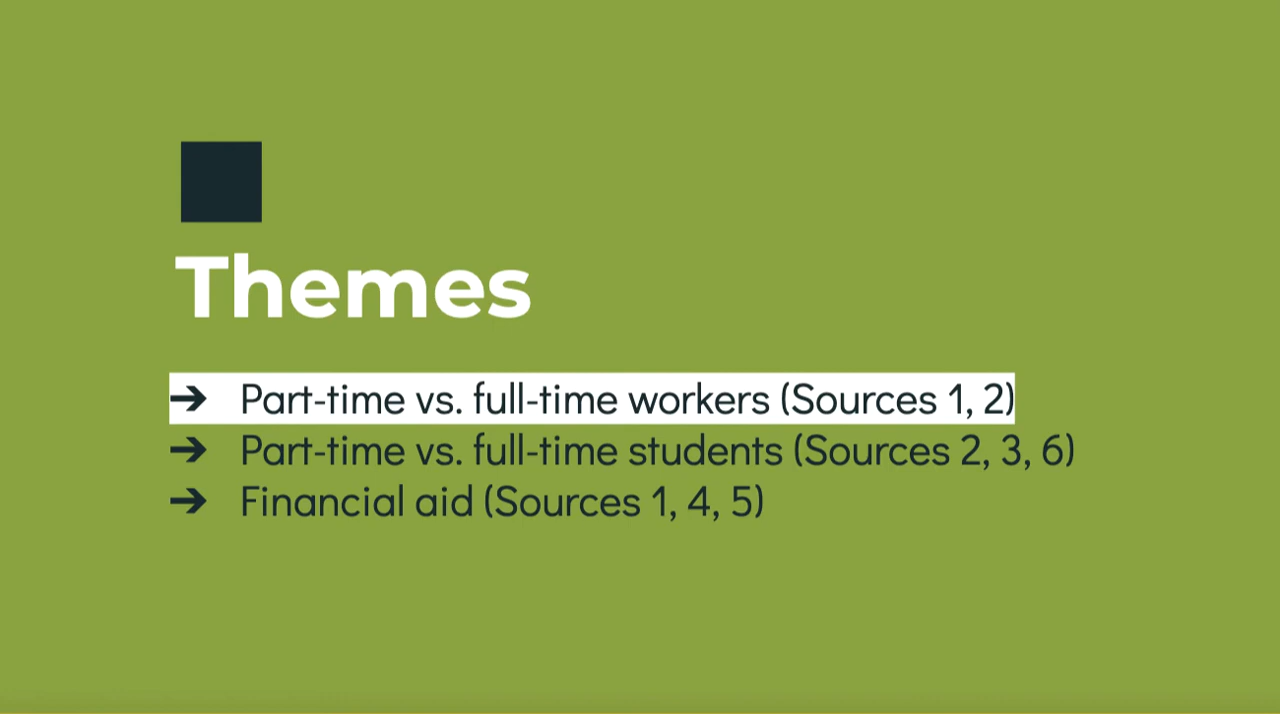 Themes
➔ Part-time vs. full-time workers (Sources 1, 2)
➔ Part-time vs. full-time students (Sources 2, 3, 6)
➔ Financial aid (Sources 1, 4, 5)